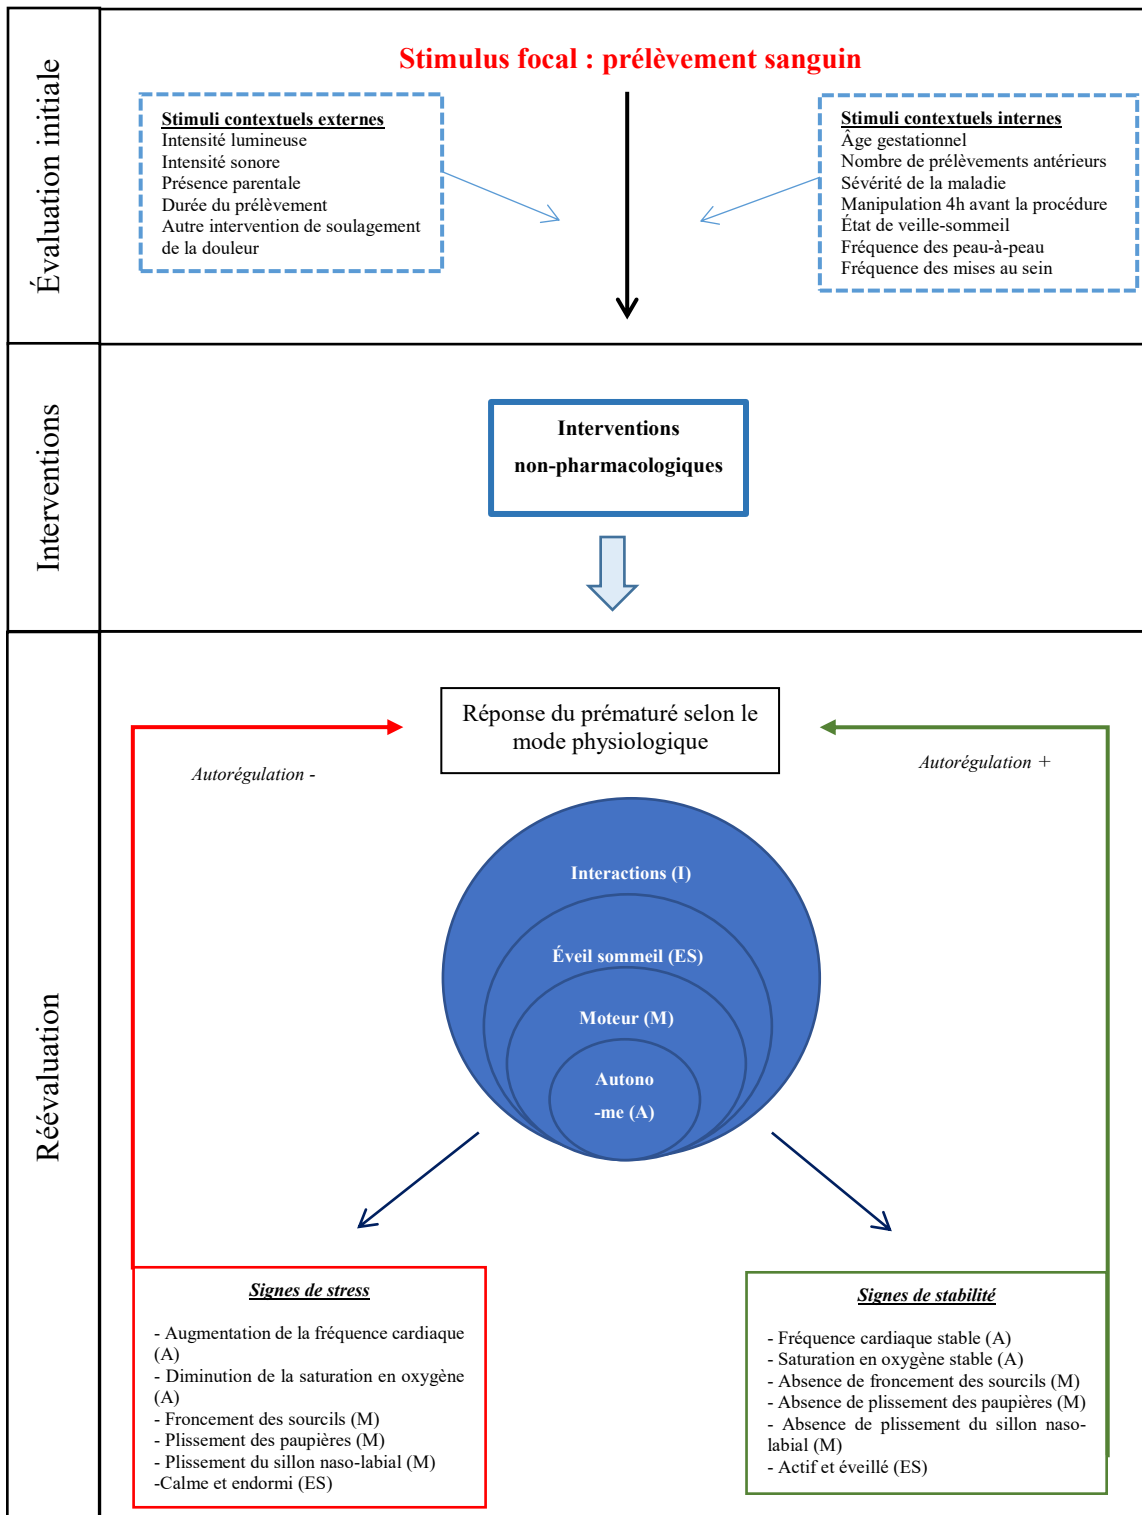 Évaluation initiale
Stimulus focal : prélèvement sanguin
Stimuli contextuels externes
Intensité lumineuse
Intensité sonore
Présence parentale
Durée du prélèvement
Autre intervention de soulagement
de la douleur
Stimuli contextuels internes
Âge gestationnel
Nombre de prélèvements antérieurs
Sévérité de la maladie
Manipulation 4h avant la procédure
État de veille-sommeil
Fréquence des peau-à-peau
Fréquence des mises au sein
Interventions
Interventions
non-pharmacologiques
Réévaluation
Réponse du prématuré selon le
mode physiologique
Autorégulation -
Autorégulation +
Interactions (I)
Éveil sommeil (ES)
Moteur (M)
Autono
-me (A)
Signes de stress
- Augmentation de la fréquence cardiaque
(A)
- Diminution de la saturation en oxygène
(A)
- Froncement des sourcils (M)
- Plissement des paupières (M)
- Plissement du sillon naso-labial (M)
-Calme et endormi (ES)
Signes de stabilité
- Fréquence cardiaque stable (A)
- Saturation en oxygène stable (A)
- Absence de froncement des sourcils (M)
- Absence de plissement des paupières (M)
- Absence de plissement du sillon naso-
labial (M)
- Actif et éveillé (ES)